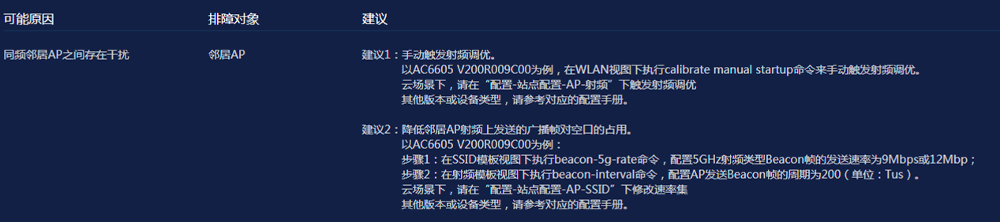 可能原因 排障对象 建议
同频邻居AP之间存在干扰 邻居AP 建议1：手动触发射频调优。
以AC6605 V200R009C00为例，在WLAN视图下执行calibrate manual startup命令来手动触发射频调优。
云场景下，请在“配置-站点配置-AP-射频”下触发射频调优
其他版本或设备类型，请参考对应的配置手册。
建议2：降低邻居AP射频上发送的广播帧对空口的占用。
以AC6605 V200R009C00为例：
步骤1：在SSID模板视图下执行beacon-5g-rate命令，配置5GHz射频类型Beacon帧的发送速率为9Mbps或12Mbp；
步骤2：在射频模板视图下执行beacon-interval命令，配置AP发送Beacon帧的周期为200（单位：Tus）。
云场景下，请在“配置-站点配置-AP-SSID”下修改速率集
其他版本或设备类型，请参考对应的配置手册。